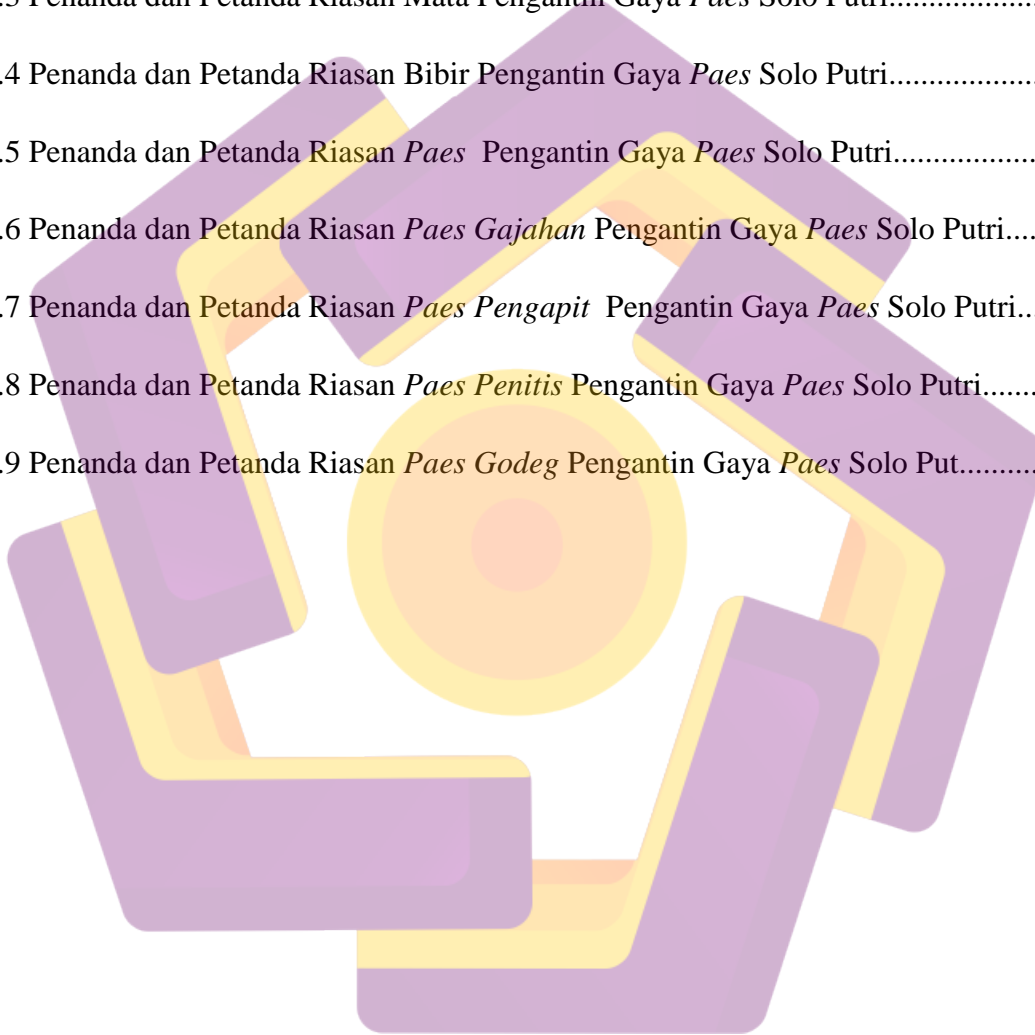 .3 Penanda dan Petanda Riasan Mata Pengantin Gaya Paes Solo Putri.................
.4 Penanda dan Petanda Riasan Bibir Pengantin Gaya Paes Solo Putri.................
.5 Penanda dan Petanda Riasan Paes Pengantin Gaya Paes Solo Putri.................
.6 Penanda dan Petanda Riasan Paes Gajahan Pengantin Gaya Paes Solo Putri....
.7 Penanda dan Petanda Riasan Paes Pengapit Pengantin Gaya Paes Solo Putri...
.8 Penanda dan Petanda Riasan Paes Penitis Pengantin Gaya Paes Solo Putri.......
.9 Penanda dan Petanda Riasan Paes Godeg Pengantin Gaya Paes Solo Put..........